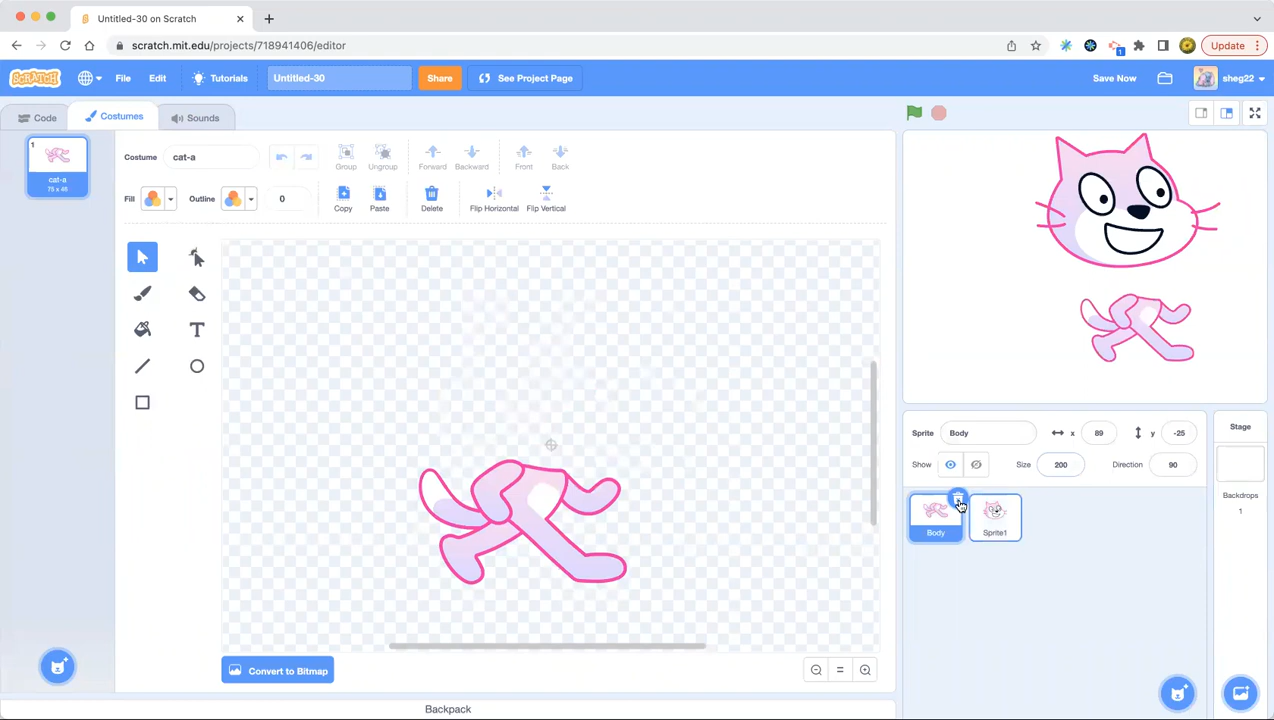 Untitled-30 on Scratch
scratch.mit.edu/projects/718941406/editor
1
Update
SCRATCH
File
Edit
Tutorials
Untitled-30
Share
See Project Page
Save Now
sheg22
Code
Costumes
Sounds
1
cat-a
75 x 46
Costume
cat-a
Group
Ungroup
Forward
Backward
Front
Back
Fill
Outline
0
Copy
Paste
Delete
Flip Horizontal
Flip Vertical
T
Convert to Bitmap
Backpack
Sprite
Body
x
89
y
-25
Show
Size
200
Direction
90
Body
Sprite1
Stage
Backdrops
1